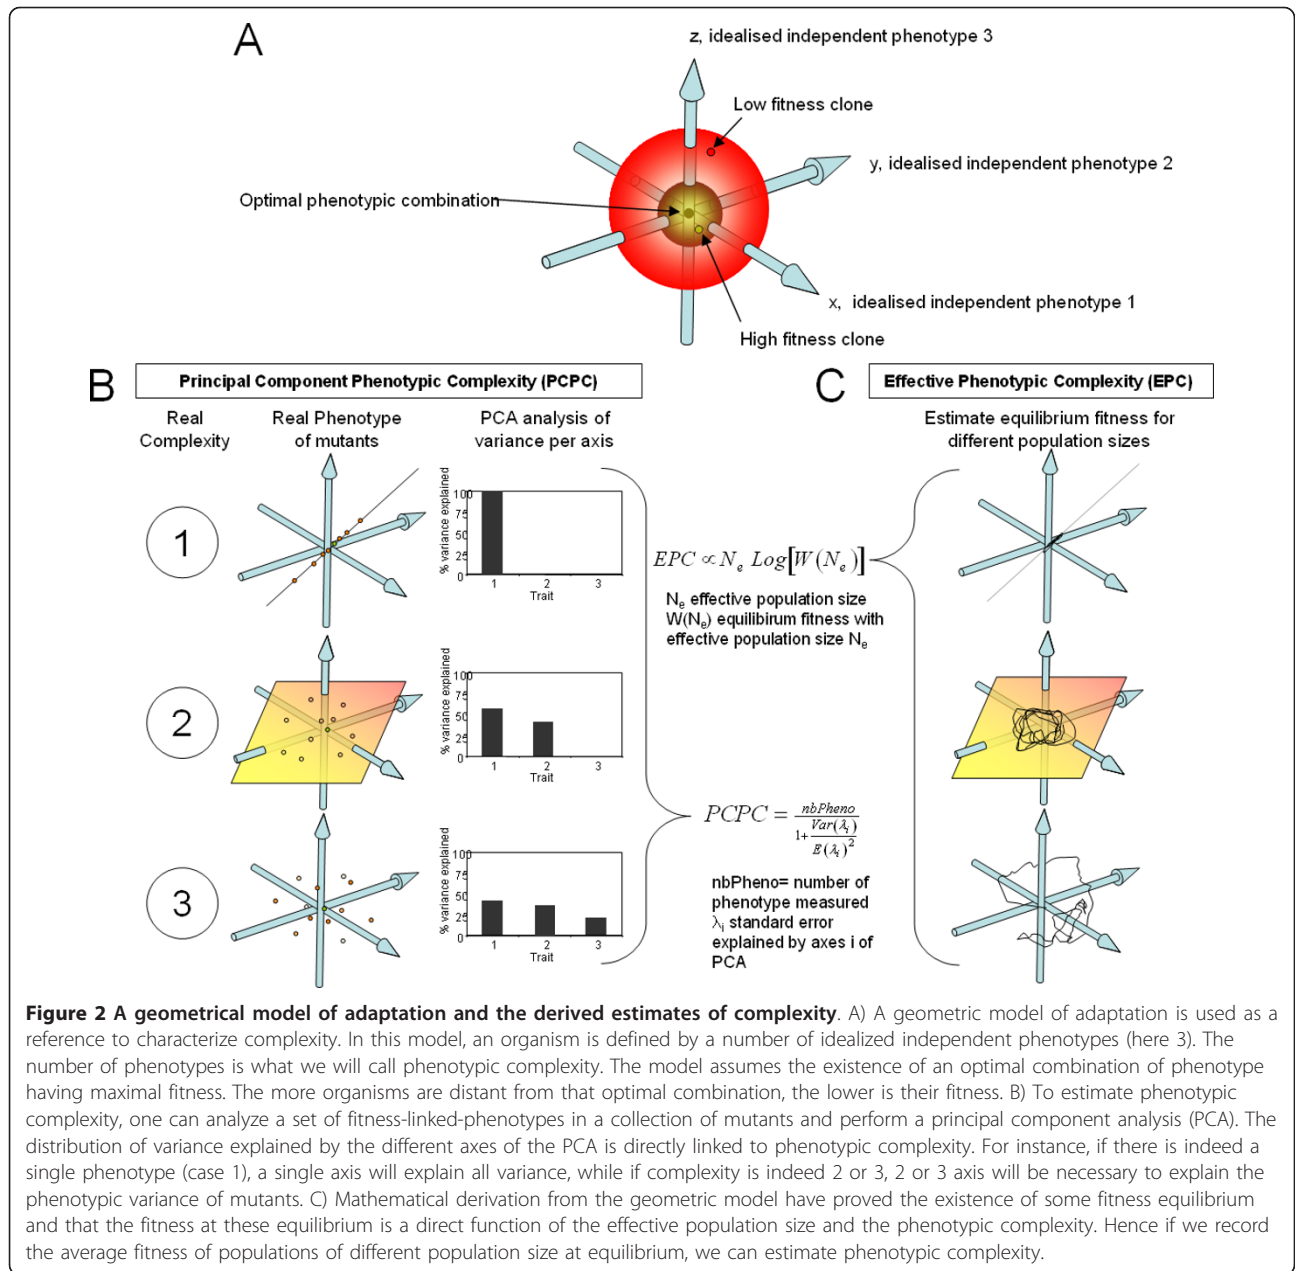 A
z, idealised independent phenotype 3
Low fitness clone
y, idealised independent phenotype 2
Optimal phenotypic combination
x, idealised independent phenotype 1
High fitness clone
B
Principal Component Phenotypic Complexity (PCPC)
Real
Complexity
Real Phenotype
of mutants
PCA analysis of
variance per axis
1
% variance explained
100
75
50
25
0
1 2 3
Trait
2
% variance explained
100
75
50
25
0
1 2 3
Trait
3
% variance explained
100
75
50
25
0
1 2 3
Trait
EPC ∝ N_e Log[W(N_e)]
N_e effective population size
W(N_e) equilibirum fitness with
effective population size N_e
PCPC = nbPheno / (1+ Var(λ_i) / E(λ_i)^2)
nbPheno= number of
phenotype measured
λ_i standard error
explained by axes i of
PCA
C
Effective Phenotypic Complexity (EPC)
Estimate equilibrium fitness for
different population sizes
Figure 2 A geometrical model of adaptation and the derived estimates of complexity. A) A geometric model of adaptation is used as a
reference to characterize complexity. In this model, an organism is defined by a number of idealized independent phenotypes (here 3). The
number of phenotypes is what we will call phenotypic complexity. The model assumes the existence of an optimal combination of phenotype
having maximal fitness. The more organisms are distant from that optimal combination, the lower is their fitness. B) To estimate phenotypic
complexity, one can analyze a set of fitness-linked-phenotypes in a collection of mutants and perform a principal component analysis (PCA). The
distribution of variance explained by the different axes of the PCA is directly linked to phenotypic complexity. For instance, if there is indeed a
single phenotype (case 1), a single axis will explain all variance, while if complexity is indeed 2 or 3, 2 or 3 axis will be necessary to explain the
phenotypic variance of mutants. C) Mathematical derivation from the geometric model have proved the existence of some fitness equilibrium
and that the fitness at these equilibrium is a direct function of the effective population size and the phenotypic complexity. Hence if we record
the average fitness of populations of different population size at equilibrium, we can estimate phenotypic complexity.